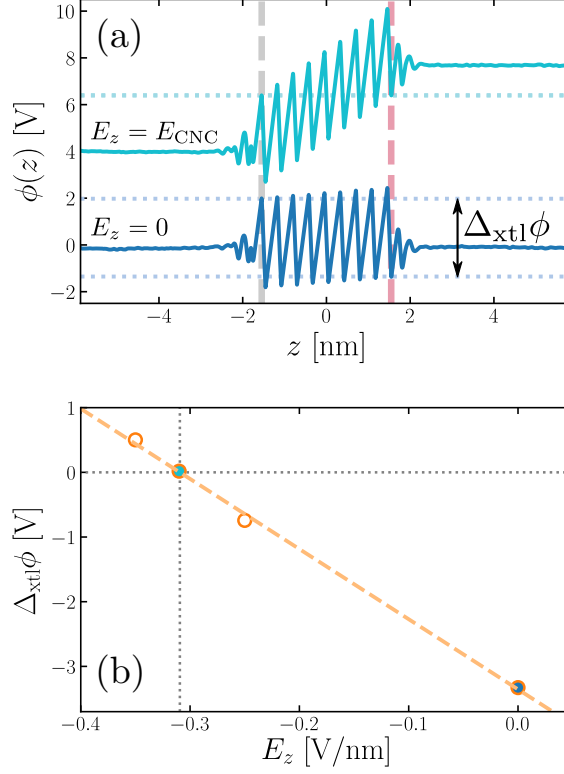 (a)
10
8
6
4
2
0
−2
ϕ(z) [V]
E_z = E_CNC
E_z = 0
Δ_xtl ϕ
−4 −2 0 2 4
z [nm]
1
0
−1
−2
−3
Δ_xtl ϕ [V]
(b)
−0.4 −0.3 −0.2 −0.1 0.0
E_z [V/nm]